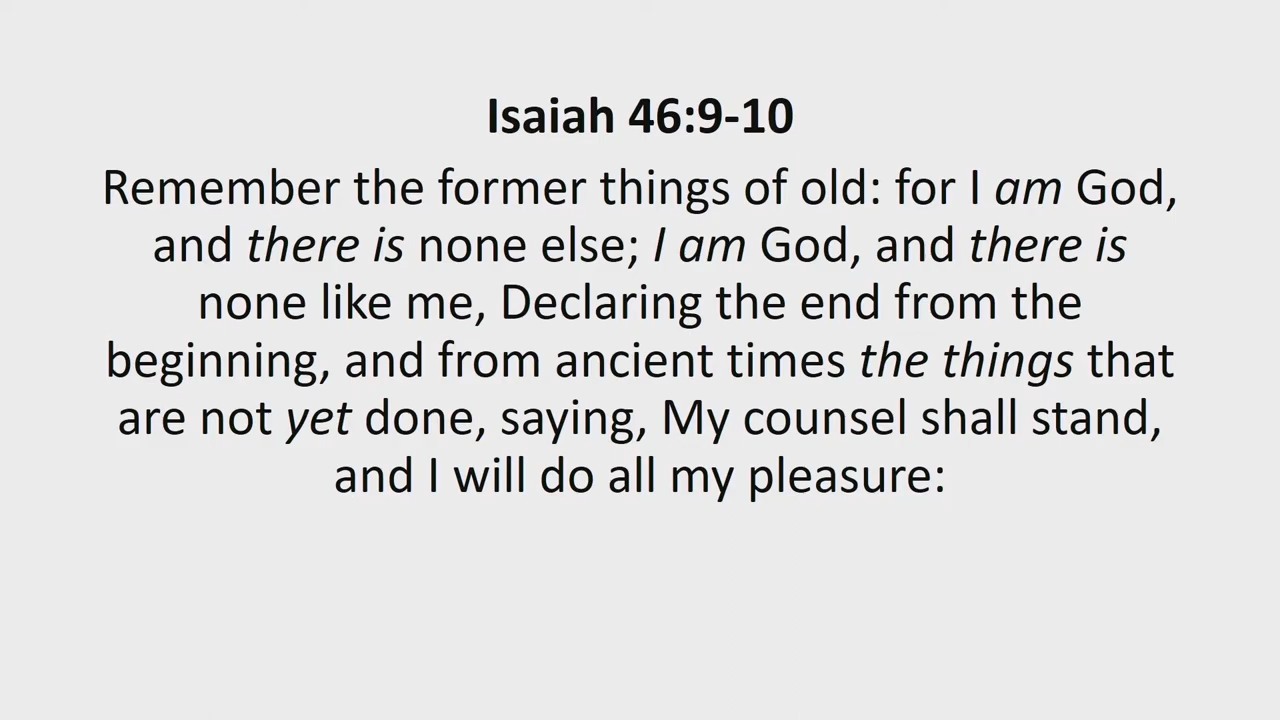 Isaiah 46:9-10
Remember the former things of old: for I am God,
and there is none else; I am God, and there is
none like me, Declaring the end from the
beginning, and from ancient times the things that
are not yet done, saying, My counsel shall stand,
and I will do all my pleasure: